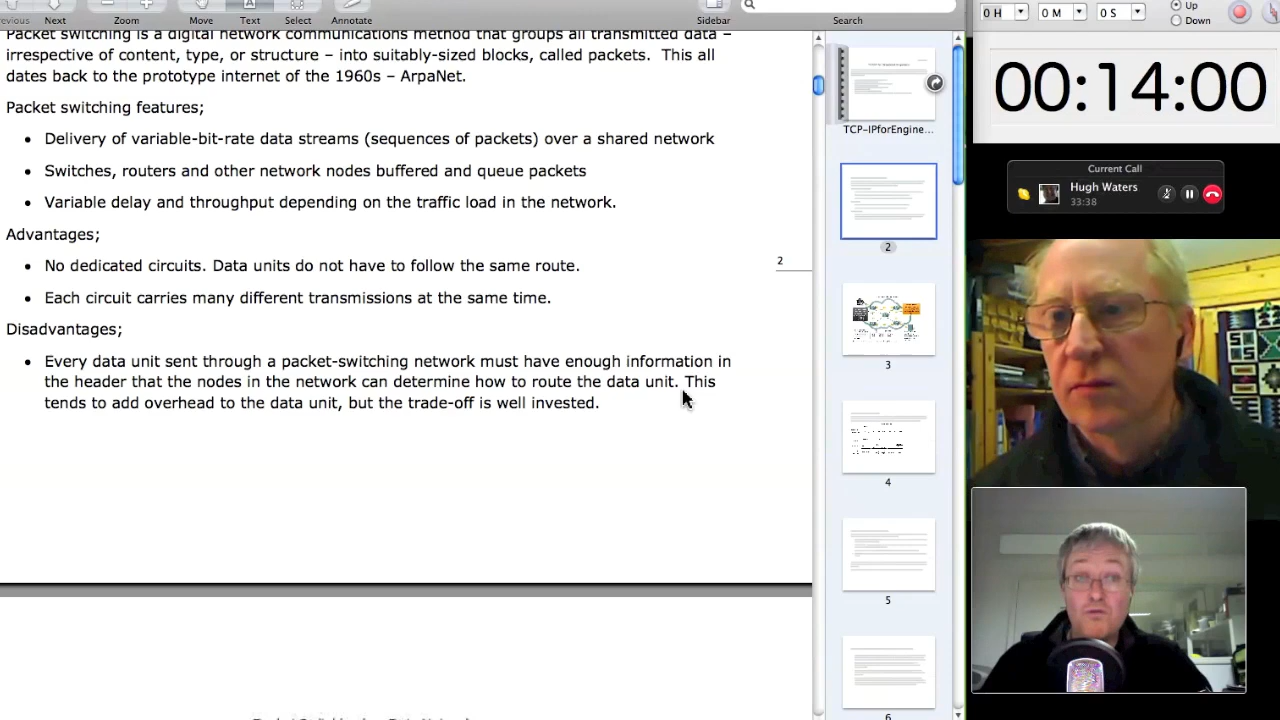 Previous Next Zoom Move Text Select Annotate Sidebar Search
Packet switching is a digital network communications method that groups all transmitted data –
irrespective of content, type, or structure – into suitably-sized blocks, called packets.  This all
dates back to the prototype internet of the 1960s – ArpaNet.
Packet switching features;
• Delivery of variable-bit-rate data streams (sequences of packets) over a shared network
• Switches, routers and other network nodes buffered and queue packets
• Variable delay and throughput depending on the traffic load in the network.
Advantages;
• No dedicated circuits. Data units do not have to follow the same route.
• Each circuit carries many different transmissions at the same time.
Disadvantages;
• Every data unit sent through a packet-switching network must have enough information in
the header that the nodes in the network can determine how to route the data unit. This
tends to add overhead to the data unit, but the trade-off is well invested.
2
TCP-IPforEngine...
2
3
4
5
6
0 H 0 M 0 S Up
Down
00:14:00
Current Call
Hugh Waters
33:38